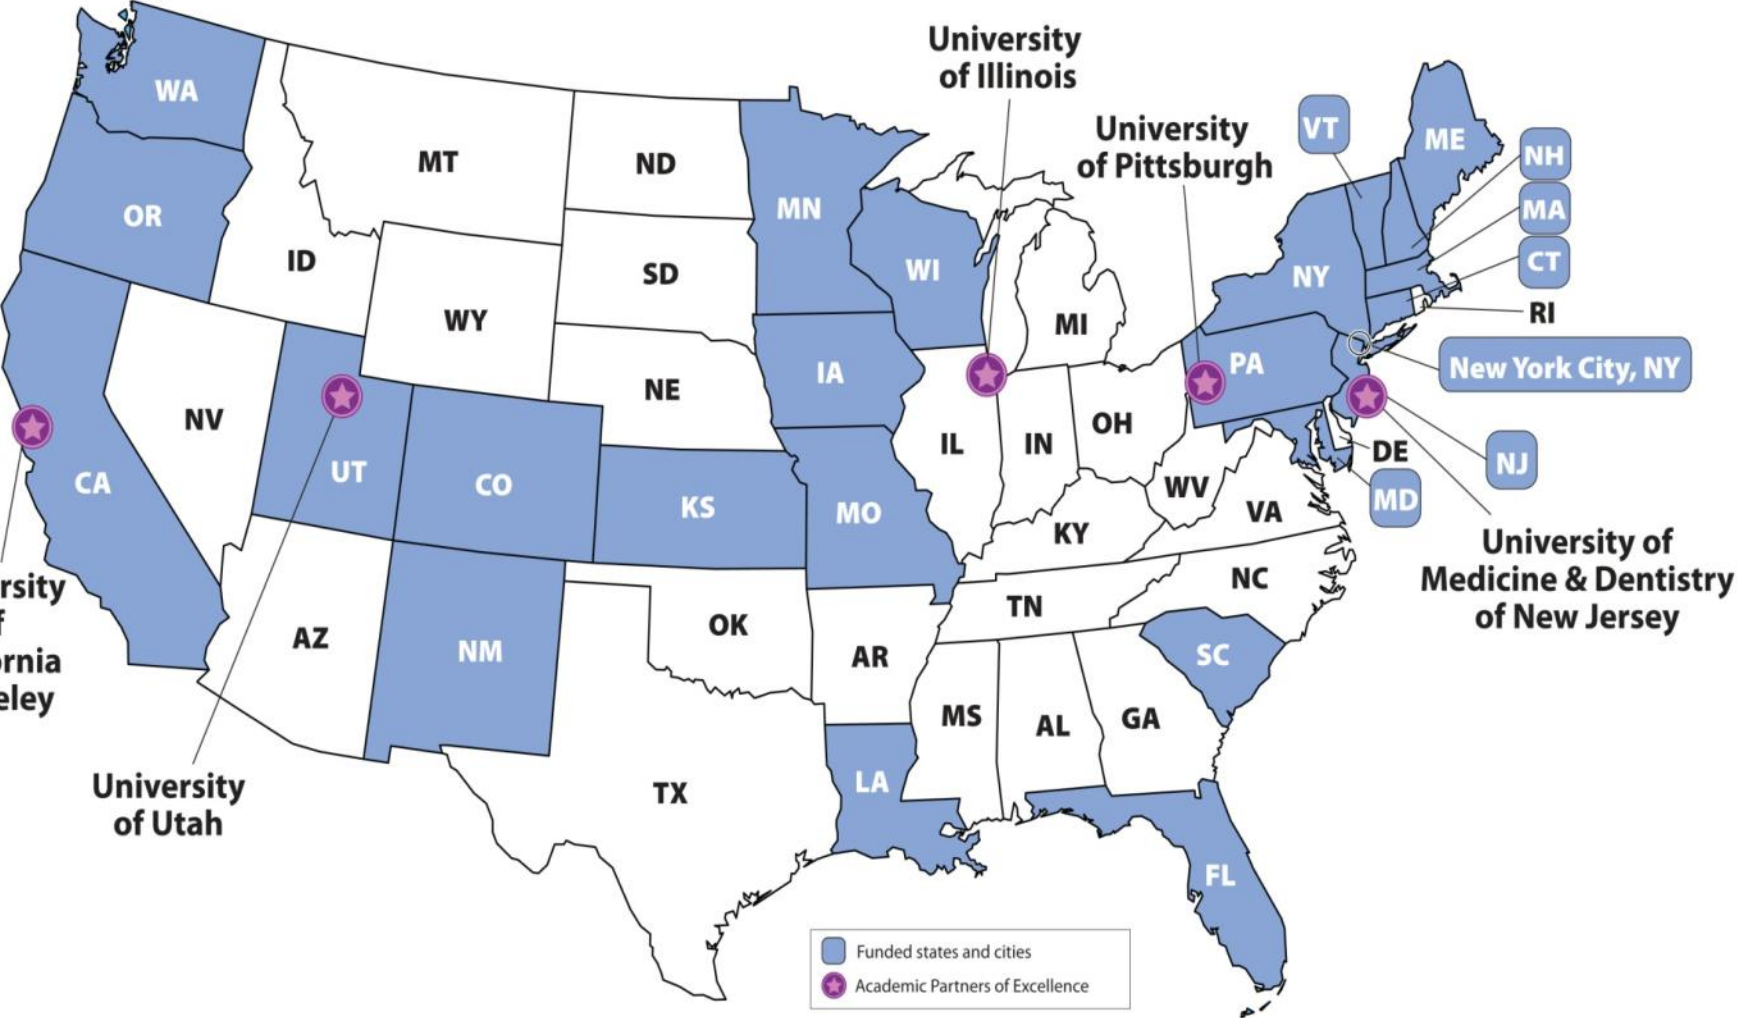 University
of Illinois
University
of Pittsburgh
VT
ME
NH
MA
CT
RI
New York City, NY
NY
PA
NJ
DE
MD
University of
Medicine & Dentistry
of New Jersey
WA
OR
ID
MT
ND
MN
WI
MI
SD
WY
IA
NE
NV
UT
CO
CA
KS
MO
IL
IN
OH
WV
VA
KY
NC
TN
SC
AZ
NM
OK
AR
MS
AL
GA
TX
LA
FL
rsity
f
ornia
eley
University
of Utah
Funded states and cities
Academic Partners of Excellence